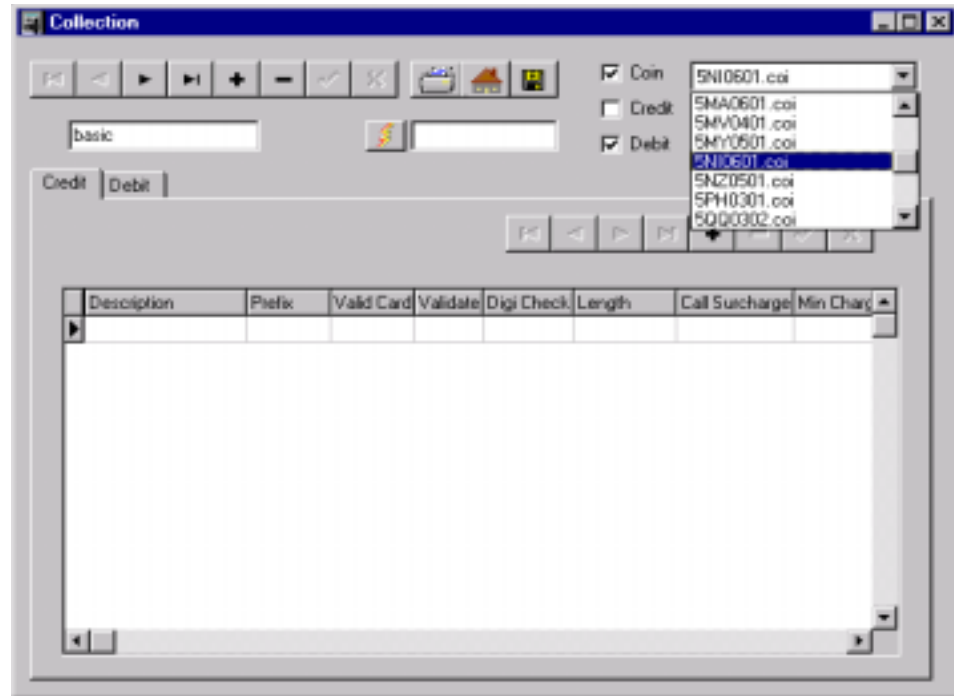 Collection
Coin
5NI0601.coi
Credit
5MA0601.coi
5MV0401.coi
basic
Debit
5MY0501.coi
5NI0601.coi
5NZ0501.coi
5PH0301.coi
5QQ0302.coi
Credit Debit
Description Prefix Valid Card Validate Digi Check Length Call Surcharge Min Charg